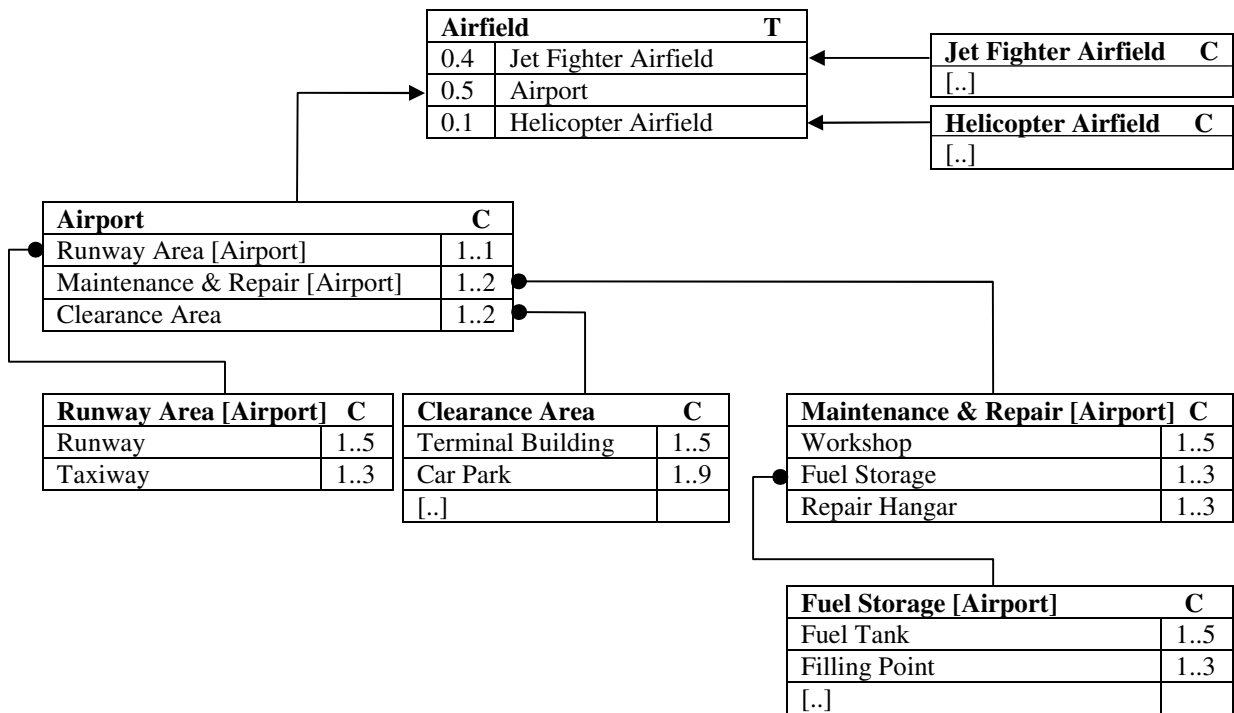 Airfield T
0.4 Jet Fighter Airfield
0.5 Airport
0.1 Helicopter Airfield
Jet Fighter Airfield C
[..]
Helicopter Airfield C
[..]
Airport C
Runway Area [Airport] 1..1
Maintenance & Repair [Airport] 1..2
Clearance Area 1..2
Runway Area [Airport] C
Runway 1..5
Taxiway 1..3
Clearance Area C
Terminal Building 1..5
Car Park 1..9
[..]
Maintenance & Repair [Airport] C
Workshop 1..5
Fuel Storage 1..3
Repair Hangar 1..3
Fuel Storage [Airport] C
Fuel Tank 1..5
Filling Point 1..3
[..]